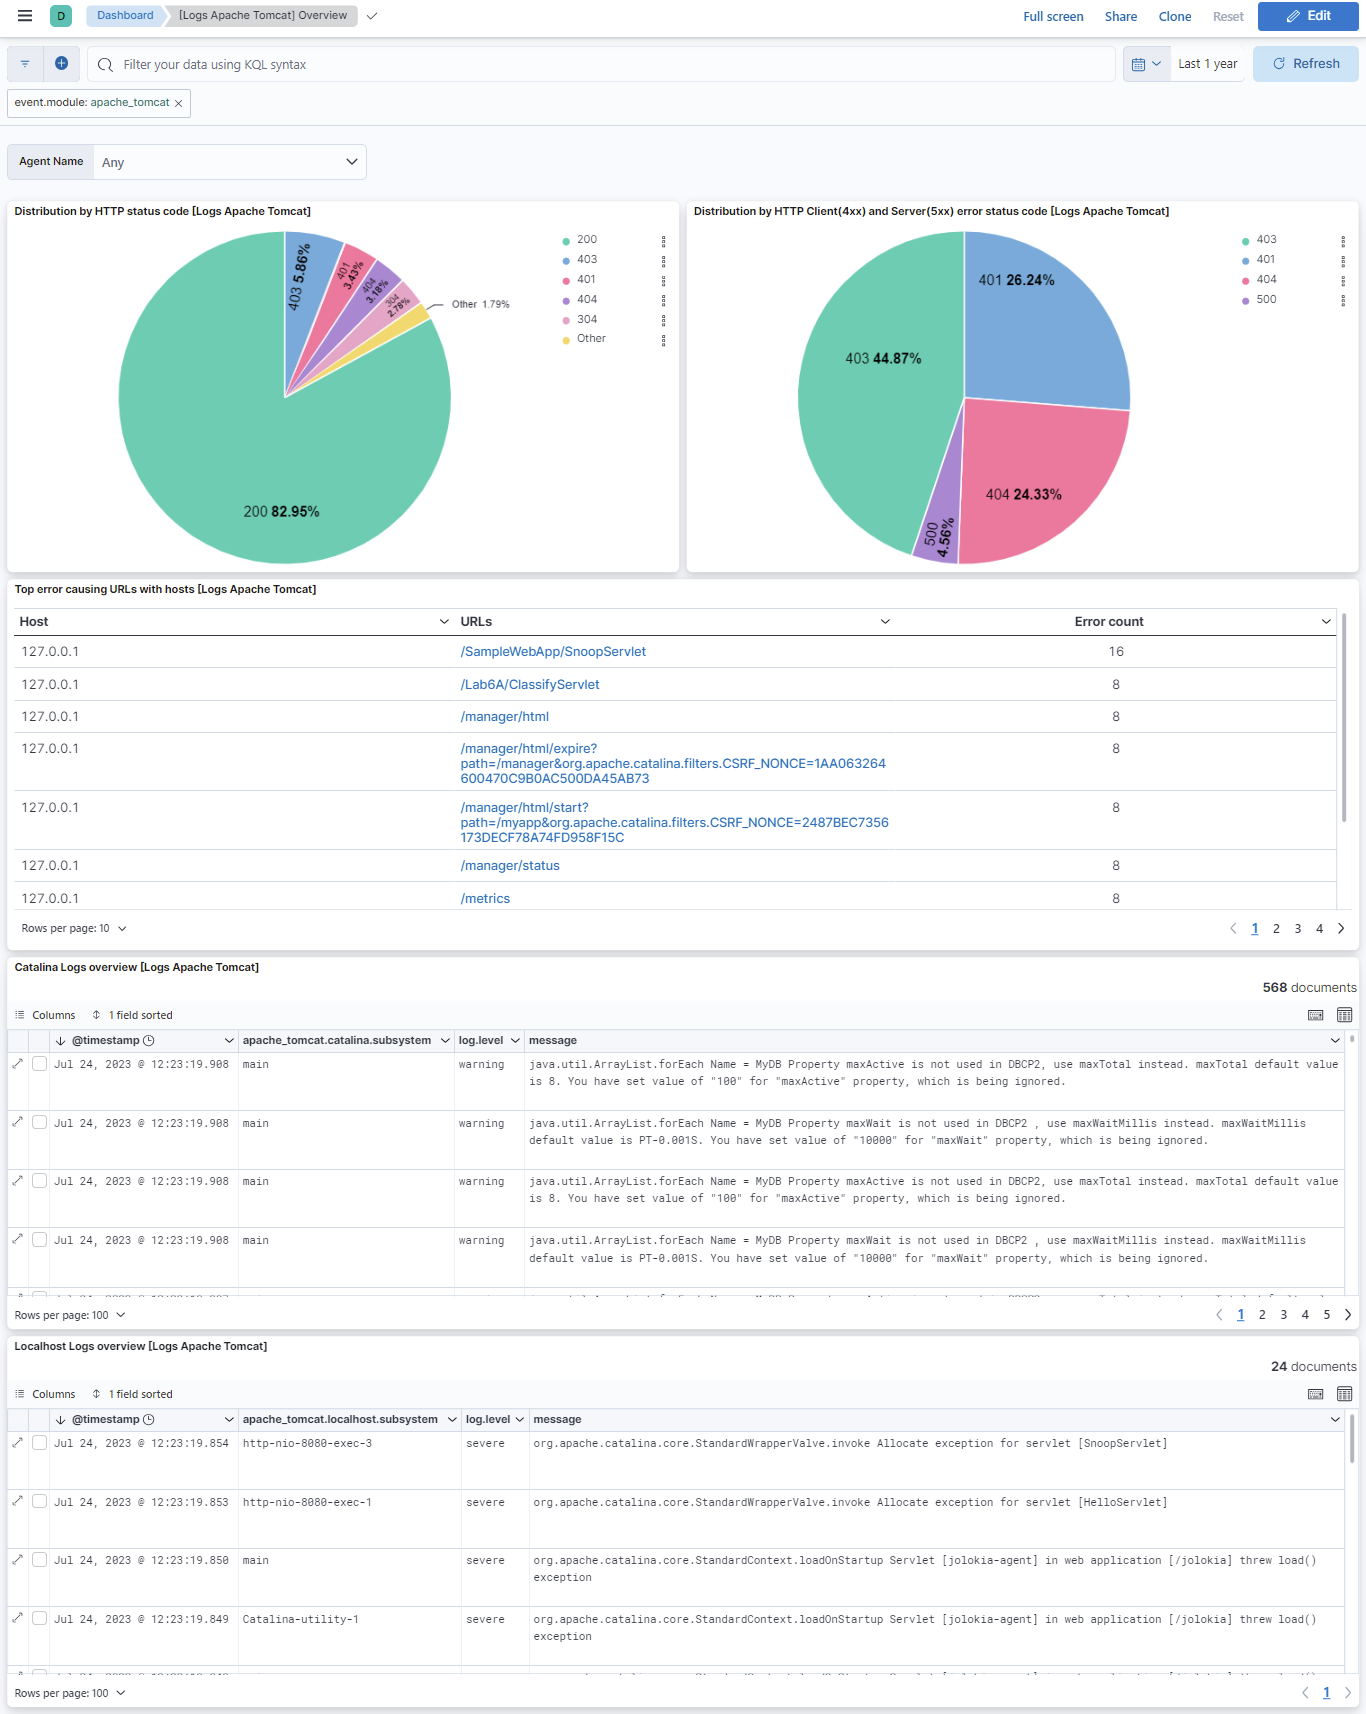 D Dashboard [Logs Apache Tomcat] Overview Full screen Share Clone Reset Edit
Filter your data using KQL syntax Last 1 year Refresh
event.module: apache_tomcat ×
Agent Name Any
Distribution by HTTP status code [Logs Apache Tomcat]
200 82.95%
403 5.86%
401 3.43%
404 3.18%
304 2.78%
Other 1.79%
200
403
401
404
304
Other
Distribution by HTTP Client(4xx) and Server(5xx) error status code [Logs Apache Tomcat]
401 26.24%
403 44.87%
404 24.33%
500 4.56%
403
401
404
500
Top error causing URLs with hosts [Logs Apache Tomcat]
Host URLs Error count
127.0.0.1 /SampleWebApp/SnoopServlet 16
127.0.0.1 /Lab6A/ClassifyServlet 8
127.0.0.1 /manager/html 8
127.0.0.1 /manager/html/expire? 8
path=/manager&org.apache.catalina.filters.CSRF_NONCE=1AA063264
600470C9B0AC500DA45AB73
127.0.0.1 /manager/html/start? 8
path=/myapp&org.apache.catalina.filters.CSRF_NONCE=2487BEC7356
173DECF78A74FD958F15C
127.0.0.1 /manager/status 8
127.0.0.1 /metrics 8
Rows per page: 10 1 2 3 4
Catalina Logs overview [Logs Apache Tomcat]
568 documents
Columns 1 field sorted
@timestamp apache_tomcat.catalina.subsystem log.level message
Jul 24, 2023 @ 12:23:19.908 main warning java.util.ArrayList.forEach Name = MyDB Property maxActive is not used in DBCP2, use maxTotal instead. maxTotal default value
is 8. You have set value of "100" for "maxActive" property, which is being ignored.
Jul 24, 2023 @ 12:23:19.908 main warning java.util.ArrayList.forEach Name = MyDB Property maxWait is not used in DBCP2 , use maxWaitMillis instead. maxWaitMillis
default value is PT-0.001S. You have set value of "10000" for "maxWait" property, which is being ignored.
Jul 24, 2023 @ 12:23:19.908 main warning java.util.ArrayList.forEach Name = MyDB Property maxActive is not used in DBCP2, use maxTotal instead. maxTotal default value
is 8. You have set value of "100" for "maxActive" property, which is being ignored.
Jul 24, 2023 @ 12:23:19.908 main warning java.util.ArrayList.forEach Name = MyDB Property maxWait is not used in DBCP2 , use maxWaitMillis instead. maxWaitMillis
default value is PT-0.001S. You have set value of "10000" for "maxWait" property, which is being ignored.
Rows per page: 100 1 2 3 4 5
Localhost Logs overview [Logs Apache Tomcat]
24 documents
Columns 1 field sorted
@timestamp apache_tomcat.localhost.subsystem log.level message
Jul 24, 2023 @ 12:23:19.854 http-nio-8080-exec-3 severe org.apache.catalina.core.StandardWrapperValve.invoke Allocate exception for servlet [SnoopServlet]
Jul 24, 2023 @ 12:23:19.853 http-nio-8080-exec-1 severe org.apache.catalina.core.StandardWrapperValve.invoke Allocate exception for servlet [HelloServlet]
Jul 24, 2023 @ 12:23:19.850 main severe org.apache.catalina.core.StandardContext.loadOnStartup Servlet [jolokia-agent] in web application [/jolokia] threw load()
exception
Jul 24, 2023 @ 12:23:19.849 Catalina-utility-1 severe org.apache.catalina.core.StandardContext.loadOnStartup Servlet [jolokia-agent] in web application [/jolokia] threw load()
exception
Rows per page: 100 1